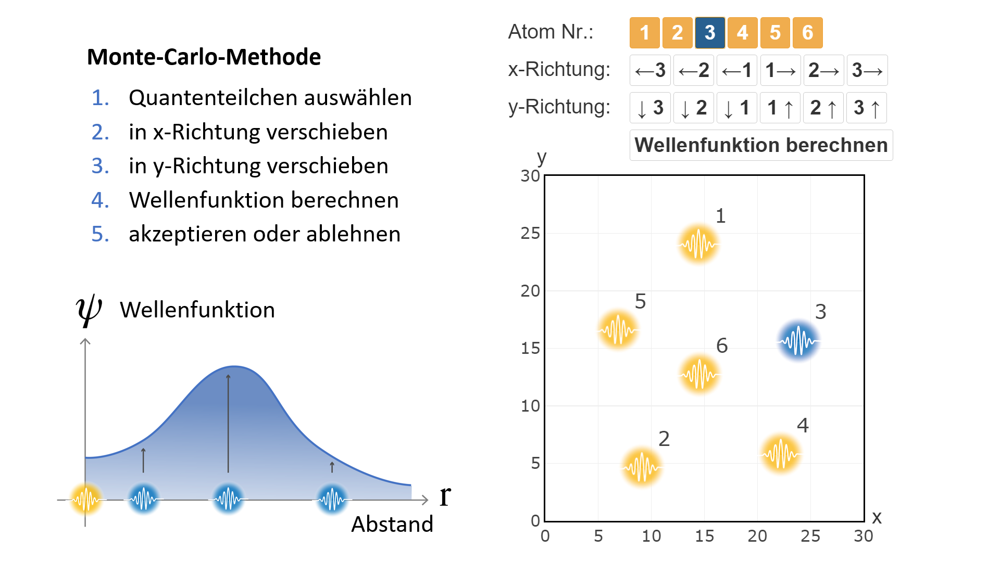 Monte-Carlo-Methode
1. Quantenteilchen auswählen
2. in x-Richtung verschieben
3. in y-Richtung verschieben
4. Wellenfunktion berechnen
5. akzeptieren oder ablehnen
ψ Wellenfunktion
r
Abstand
Atom Nr.: 1 2 3 4 5 6
x-Richtung: ←3 ←2 ←1 1→ 2→ 3→
y-Richtung: ↓3 ↓2 ↓1 1↑ 2↑ 3↑
Wellenfunktion berechnen
y
30
1
25
20
5
3
15
6
10
4
2
5
0
x
0 5 10 15 20 25 30